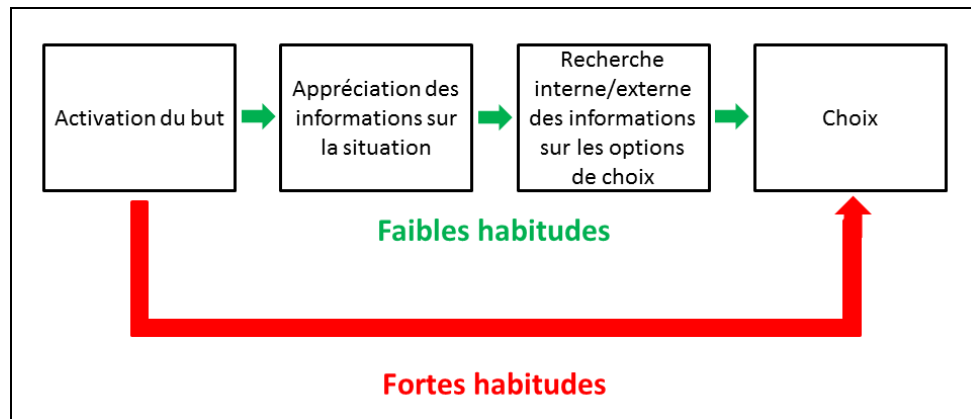 Activation du but
Appréciation des
informations sur
la situation
Recherche
interne/externe
des informations
sur les options
de choix
Choix
Faibles habitudes
Fortes habitudes